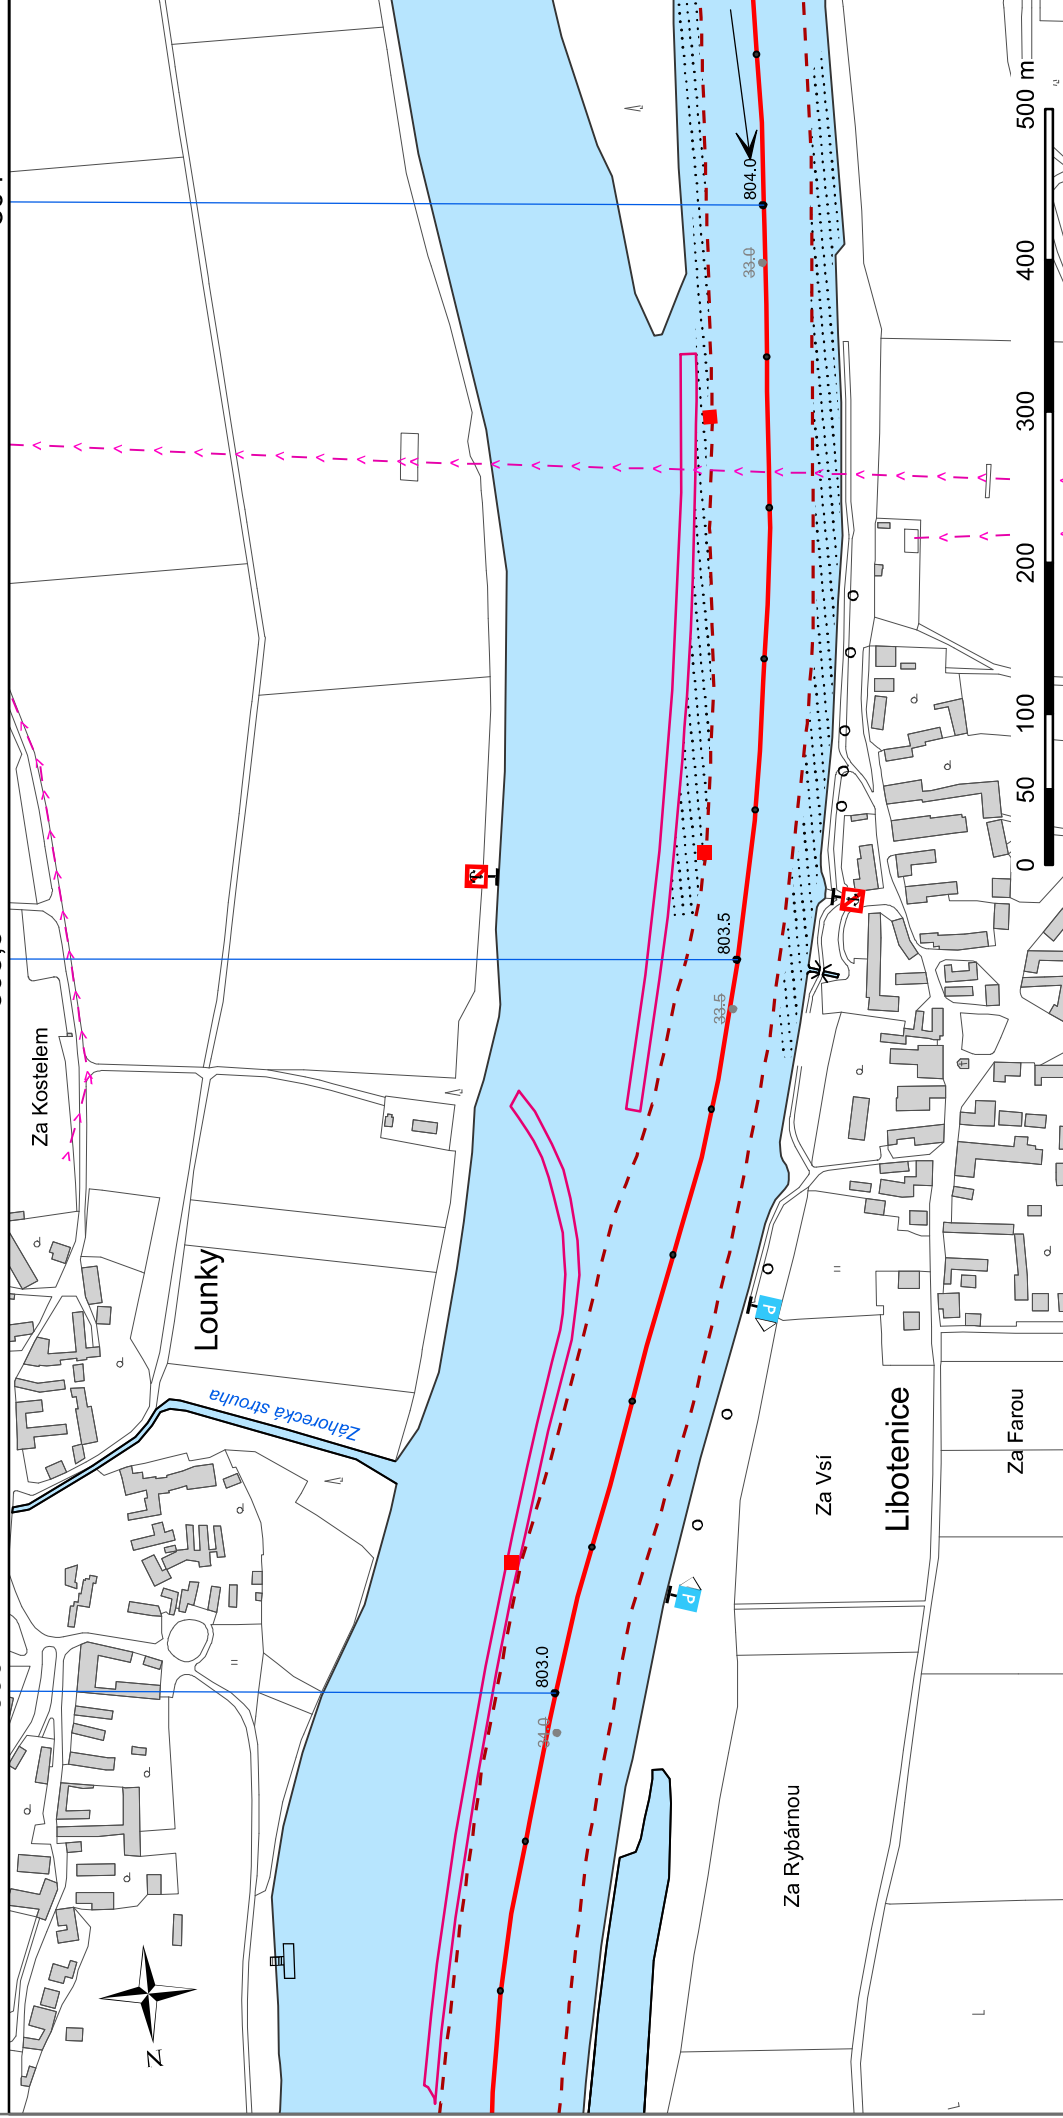 804.0
33.0
500 m
400
300
200
100
50
0
803.5
33.5
Za Kostelem
Lounky
Záhorecká strouha
P
P
Za Vsí
Libotenice
Za Farou
803.0
34.0
Za Rybárnou
N